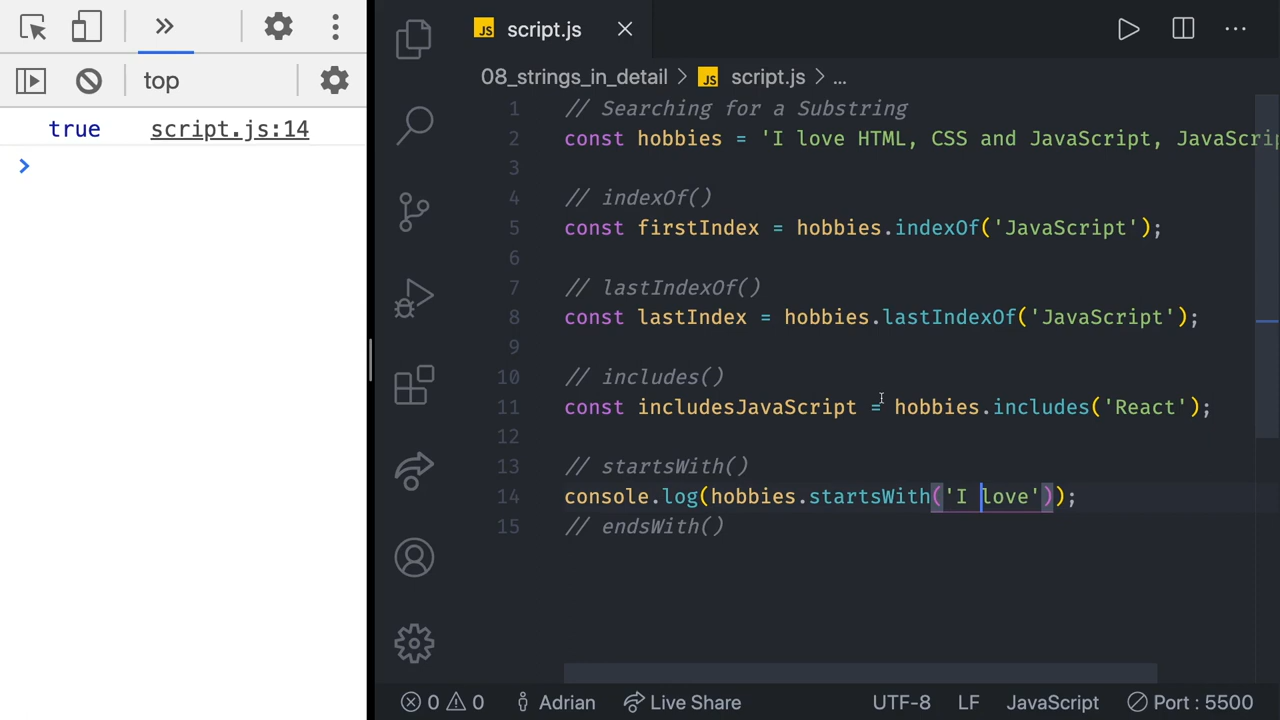 top
true script.js:14
JS script.js
08_strings_in_detail > JS script.js > ...
1 // Searching for a Substring
2 const hobbies = 'I love HTML, CSS and JavaScript, JavaScrip
3
4 // indexOf()
5 const firstIndex = hobbies.indexOf('JavaScript');
6
7 // lastIndexOf()
8 const lastIndex = hobbies.lastIndexOf('JavaScript');
9
10 // includes()
11 const includesJavaScript = hobbies.includes('React');
12
13 // startsWith()
14 console.log(hobbies.startsWith('I love'));
15 // endsWith()
0 0 Adrian Live Share UTF-8 LF JavaScript Port : 5500